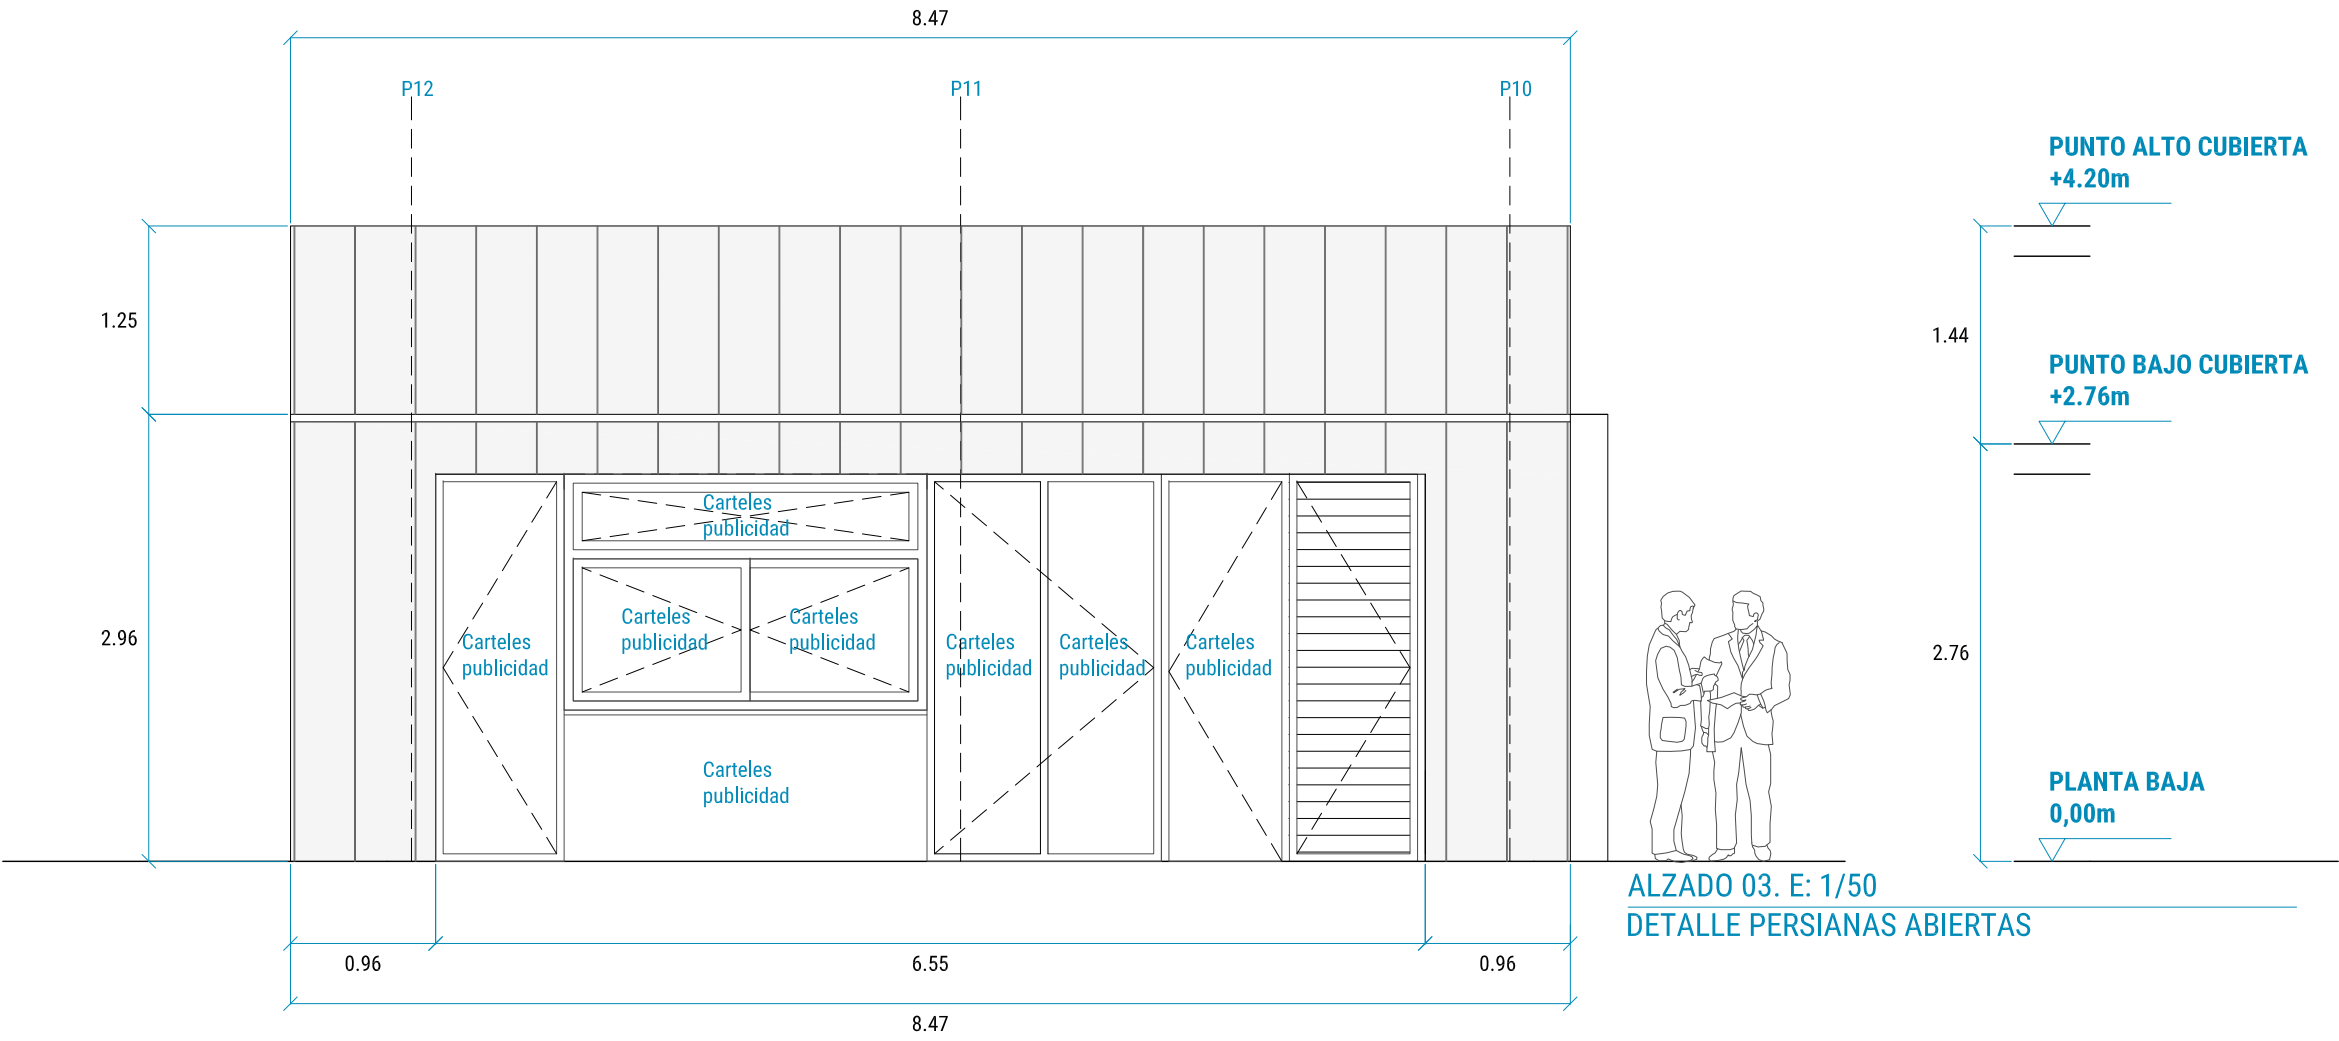 8.47
P12
P11
P10
PUNTO ALTO CUBIERTA
+4.20m
1.25
1.44
PUNTO BAJO CUBIERTA
+2.76m
Carteles
publicidad
Carteles
publicidad
Carteles
publicidad
Carteles
publicidad
Carteles
publicidad
Carteles
publicidad
Carteles
publicidad
2.96
2.76
Carteles
publicidad
PLANTA BAJA
0,00m
ALZADO 03. E: 1/50
DETALLE PERSIANAS ABIERTAS
0.96
6.55
0.96
8.47